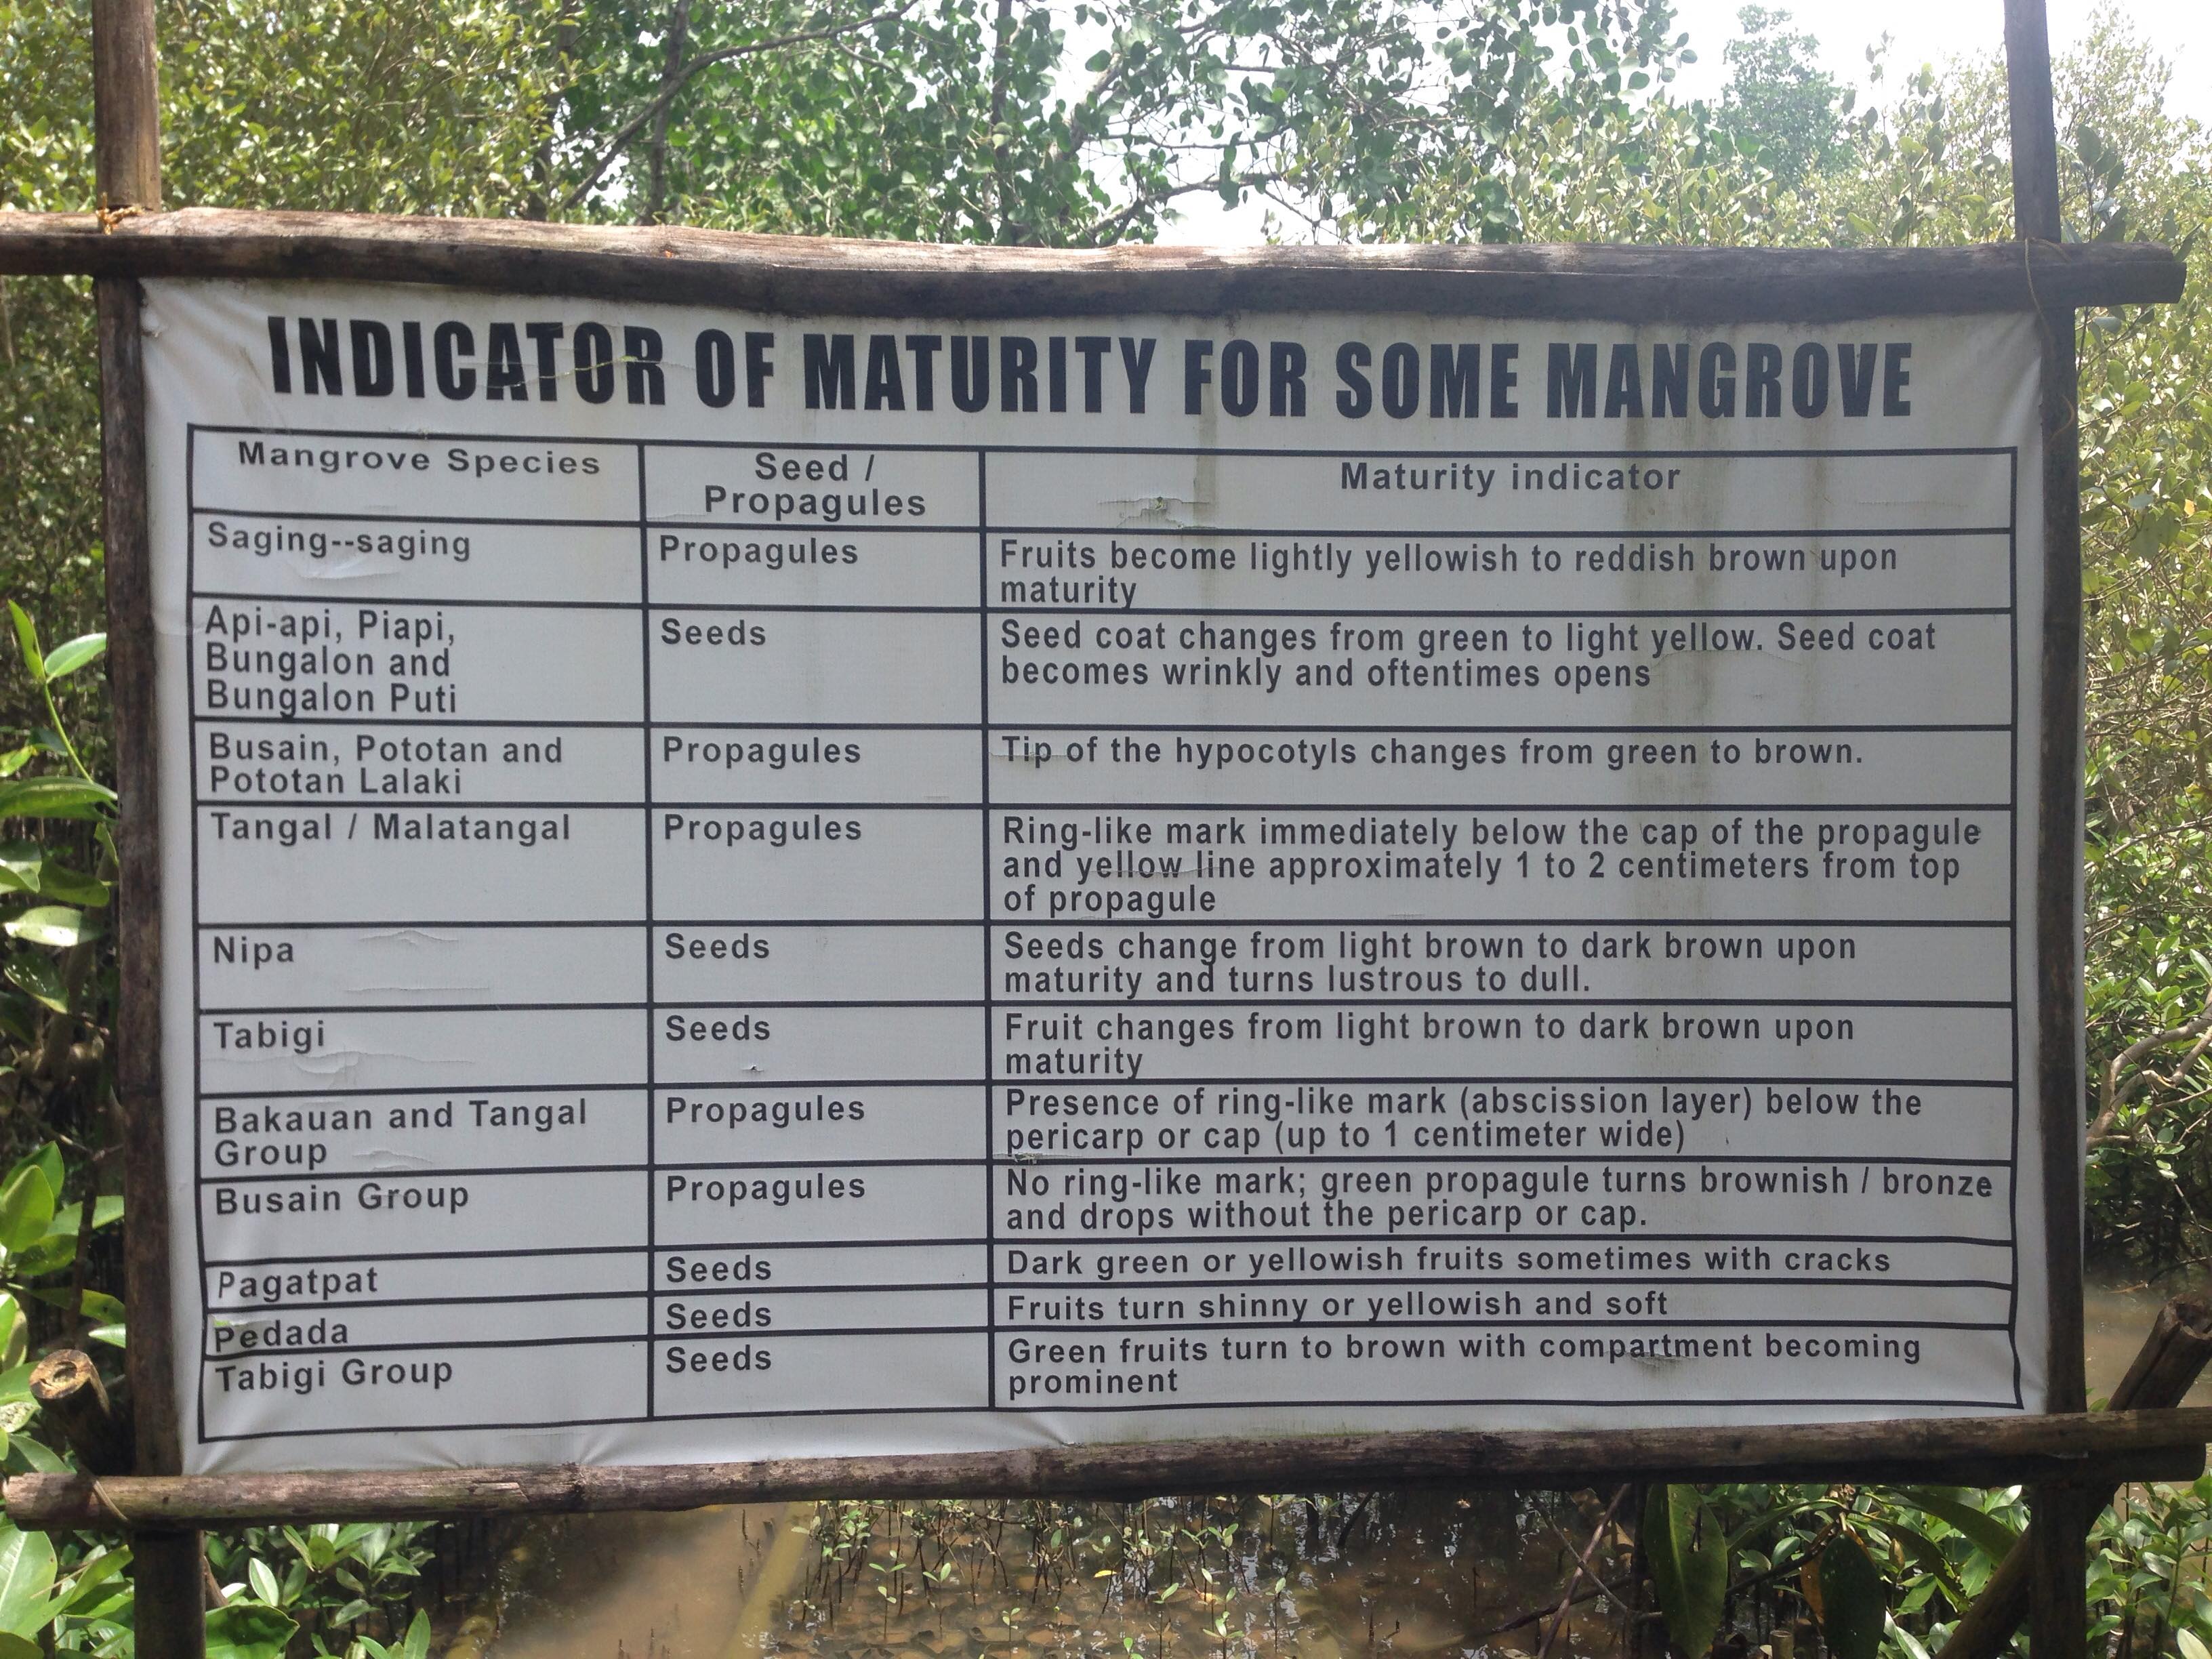 INDICATOR OF MATURITY FOR SOME MANGROVE
Mangrove Species
Seed /
Propagules
Maturity indicator
Saging--saging
Propagules
Fruits become lightly yellowish to reddish brown upon
maturity
Api-api, Piapi,
Bungalon and
Bungalon Puti
Seeds
Seed coat changes from green to light yellow. Seed coat
becomes wrinkly and oftentimes opens
Busain, Pototan and
Pototan Lalaki
Propagules
Tip of the hypocotyls changes from green to brown.
Tangal / Malatangal
Propagules
Ring-like mark immediately below the cap of the propagule
and yellow line approximately 1 to 2 centimeters from top
of propagule
Nipa
Seeds
Seeds change from light brown to dark brown upon
maturity and turns lustrous to dull.
Tabigi
Seeds
Fruit changes from light brown to dark brown upon
maturity
Bakauan and Tangal
Group
Propagules
Presence of ring-like mark (abscission layer) below the
pericarp or cap (up to 1 centimeter wide)
Busain Group
Propagules
No ring-like mark; green propagule turns brownish / bronze
and drops without the pericarp or cap.
Pagatpat
Seeds
Dark green or yellowish fruits sometimes with cracks
Pedada
Seeds
Fruits turn shinny or yellowish and soft
Tabigi Group
Seeds
Green fruits turn to brown with compartment becoming
prominent